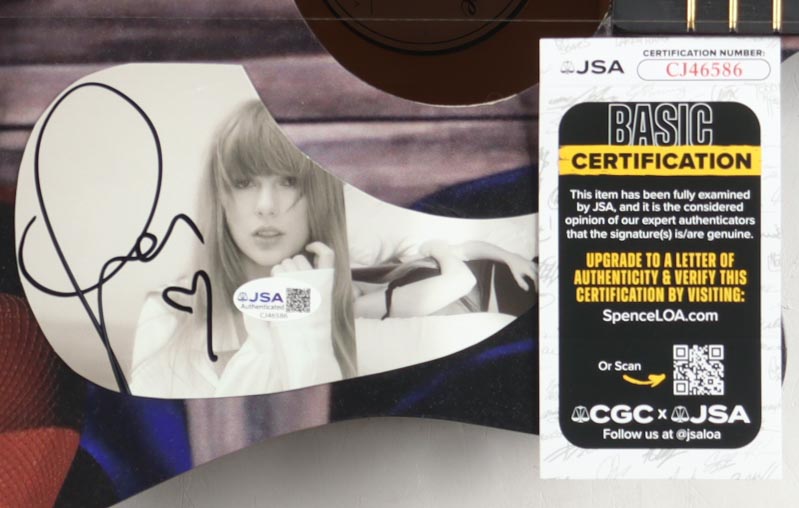 JSA
Authenticated
CJ46586
JSA
CERTIFICATION NUMBER:
CJ46586
BASIC
CERTIFICATION
This item has been fully examined
by JSA, and it is the considered
opinion of our expert authenticators
that the signature(s) is/are genuine.
UPGRADE TO A LETTER OF
AUTHENTICITY & VERIFY THIS
CERTIFICATION BY VISITING:
SpenceLOA.com
Or Scan
CGC x JSA
Follow us at @jsaloa